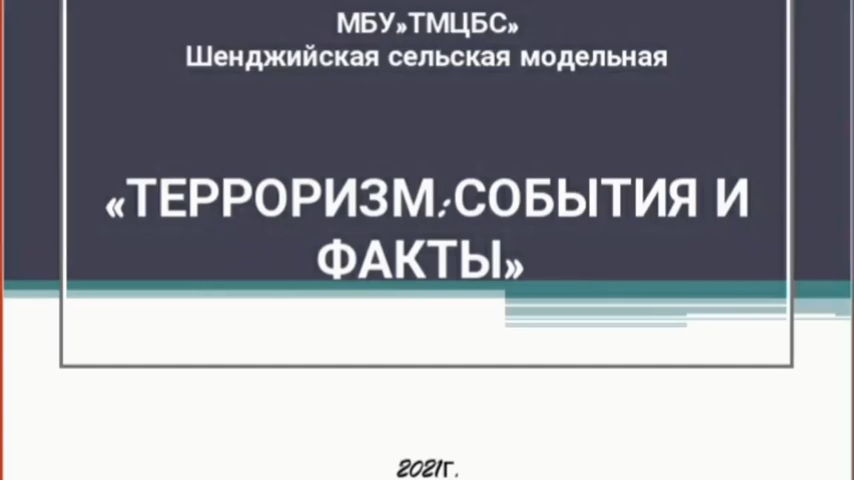 МБУ»ТМЦБС»
Шенджийская сельская модельная
«ТЕРРОРИЗМ:СОБЫТИЯ И
ФАКТЫ»
2021г.